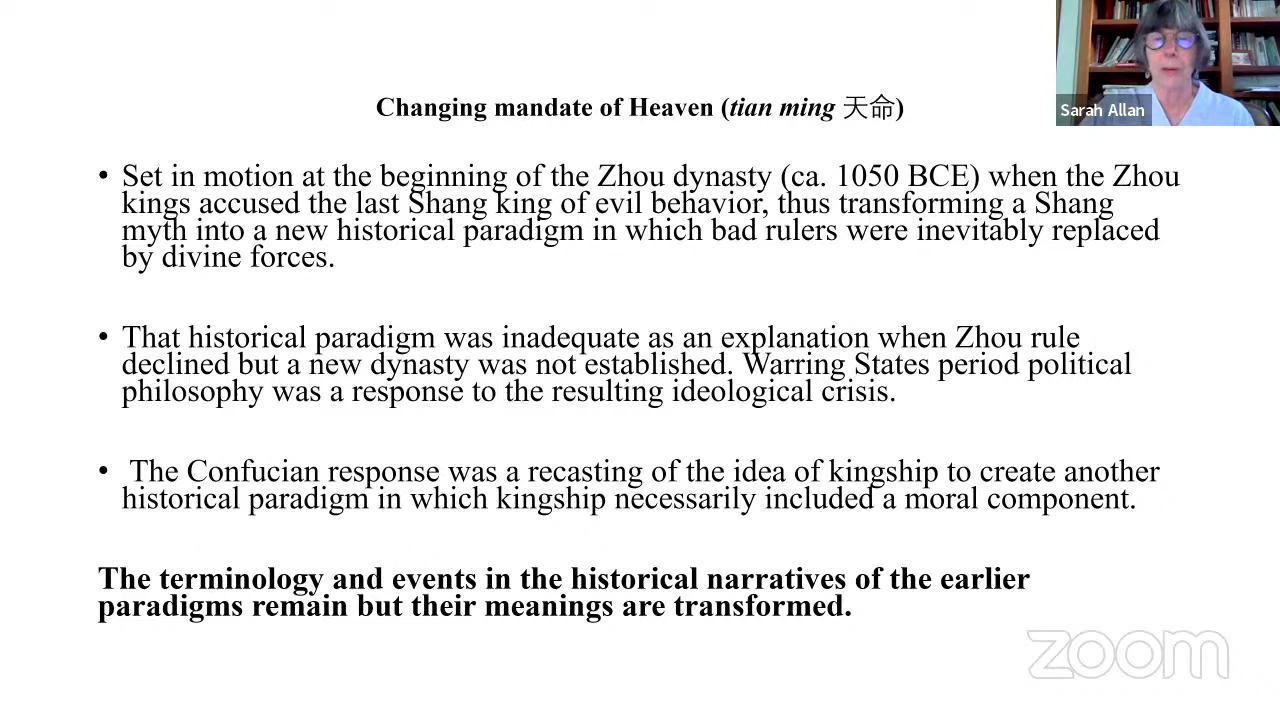 Sarah Allan
Changing mandate of Heaven (tian ming 天命)
• Set in motion at the beginning of the Zhou dynasty (ca. 1050 BCE) when the Zhou
kings accused the last Shang king of evil behavior, thus transforming a Shang
myth into a new historical paradigm in which bad rulers were inevitably replaced
by divine forces.
• That historical paradigm was inadequate as an explanation when Zhou rule
declined but a new dynasty was not established. Warring States period political
philosophy was a response to the resulting ideological crisis.
• The Confucian response was a recasting of the idea of kingship to create another
historical paradigm in which kingship necessarily included a moral component.
The terminology and events in the historical narratives of the earlier
paradigms remain but their meanings are transformed.
zoom